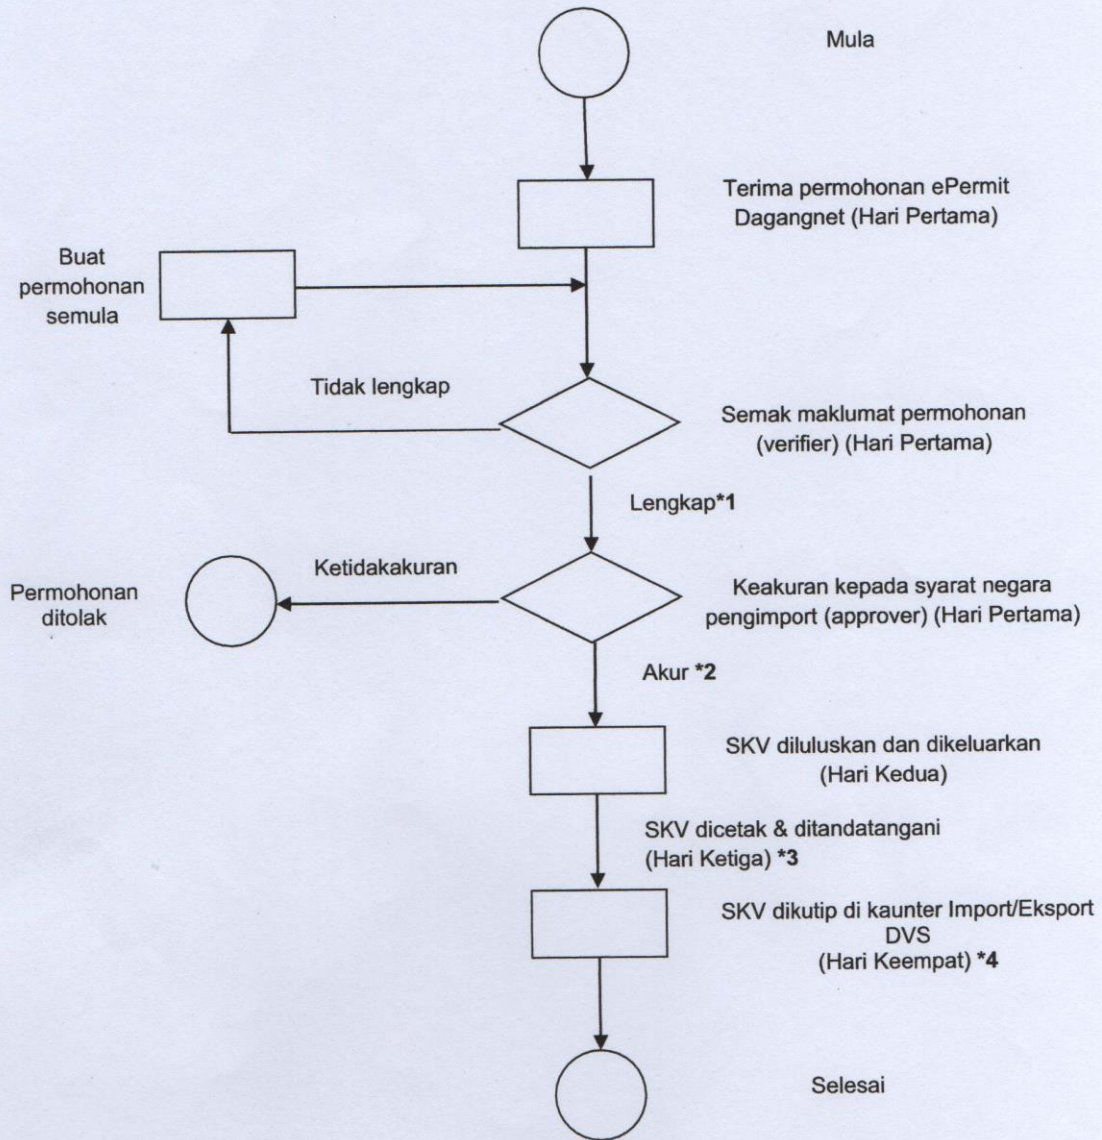 Mula
Terima permohonan ePermit
Dagangnet (Hari Pertama)
Buat
permohonan
semula
Tidak lengkap
Semak maklumat permohonan
(verifier) (Hari Pertama)
Lengkap*1
Ketidakakuran
Permohonan
ditolak
Keakuran kepada syarat negara
pengimport (approver) (Hari Pertama)
Akur *2
SKV diluluskan dan dikeluarkan
(Hari Kedua)
SKV dicetak & ditandatangani
(Hari Ketiga) *3
SKV dikutip di kaunter Import/Eksport
DVS
(Hari Keempat) *4
Selesai